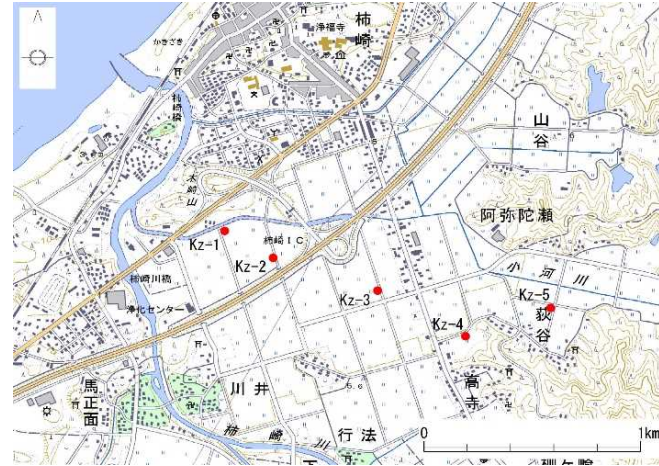 浄福寺
柿崎
かきざき
柿崎橋
山谷
米山
阿弥陀瀬
Kz-1
柿崎IC
Kz-2
小河川
Kz-3
柿崎川橋
Kz-5
浄化センター
荻谷
Kz-4
馬正面
川井
5.6
高寺
0
1km
柿崎川
行法